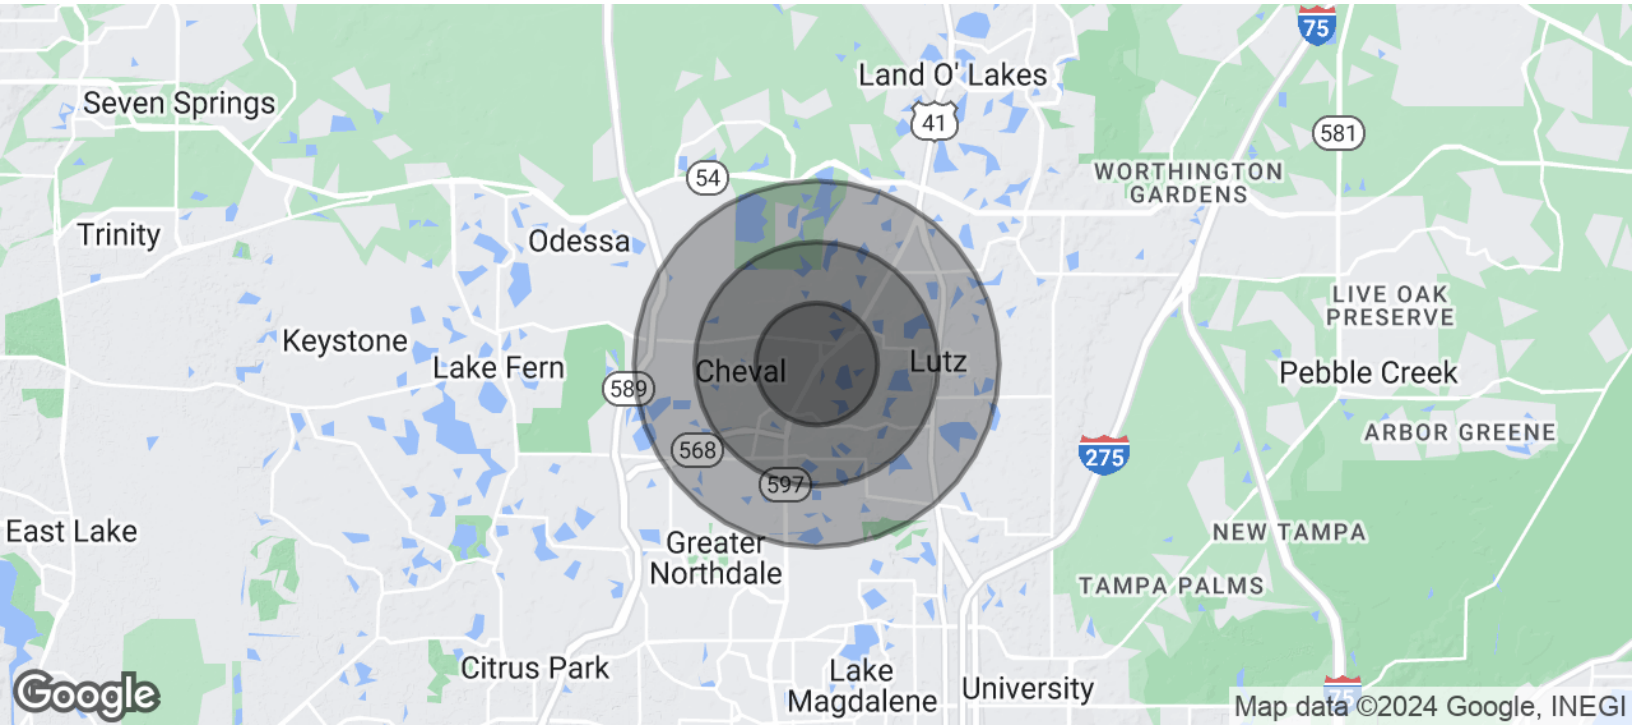 75
Land O' Lakes
Seven Springs
41
581
WORTHINGTON
GARDENS
54
Trinity
Odessa
LIVE OAK
PRESERVE
Keystone
Lake Fern
Cheval
Lutz
Pebble Creek
589
ARBOR GREENE
568
275
597
East Lake
NEW TAMPA
Greater
Northdale
TAMPA PALMS
Citrus Park
Lake
Magdalene
University
75
Google
Map data ©2024 Google, INEGI